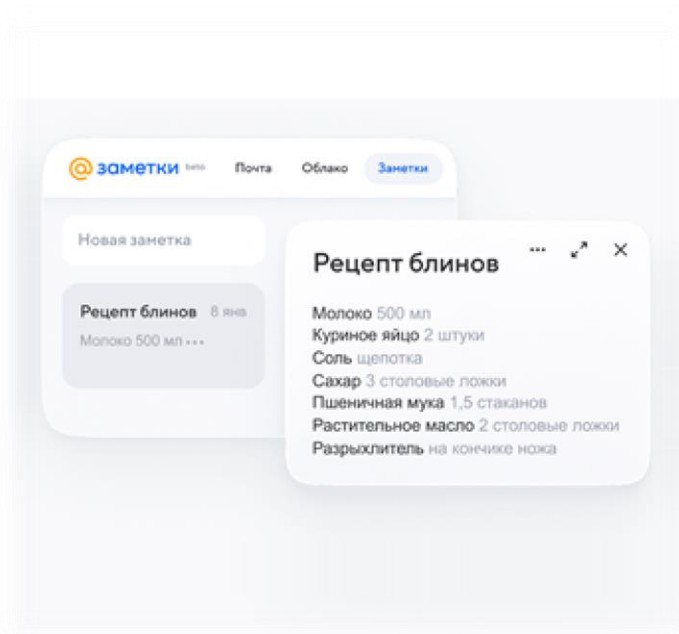 @заметки beta Почта Облако Заметки
Новая заметка
Рецепт блинов 8 янв
Молоко 500 мл •••
Рецепт блинов
Молоко 500 мл
Куриное яйцо 2 штуки
Соль щепотка
Сахар 3 столовые ложки
Пшеничная мука 1,5 стаканов
Растительное масло 2 столовые ложки
Разрыхлитель на кончике ножа